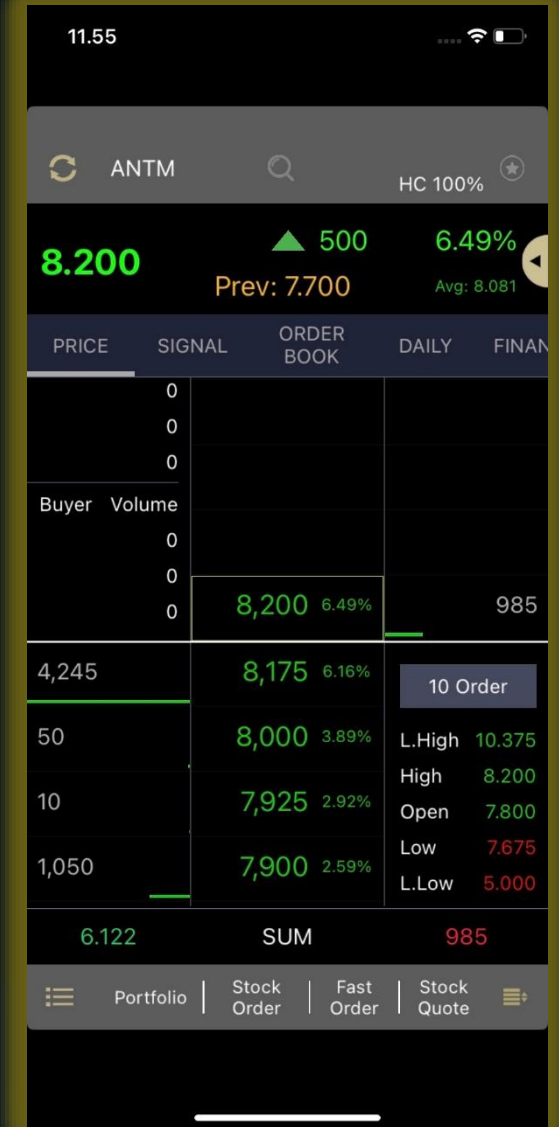 11.55
ANTM
HC 100%
8.200
500
6.49%
Prev: 7.700
Avg: 8.081
PRICE
SIGNAL
ORDER
BOOK
DAILY
FINAN
0
0
0
Buyer Volume
0
0
0
8,200 6.49%
985
4,245
8,175 6.16%
10 Order
50
8,000 3.89%
L.High 10.375
High 8.200
10
7,925 2.92%
Open 7.800
Low 7.675
1,050
7,900 2.59%
L.Low 5.000
6.122
SUM
985
Portfolio
Stock
Order
Fast
Order
Stock
Quote